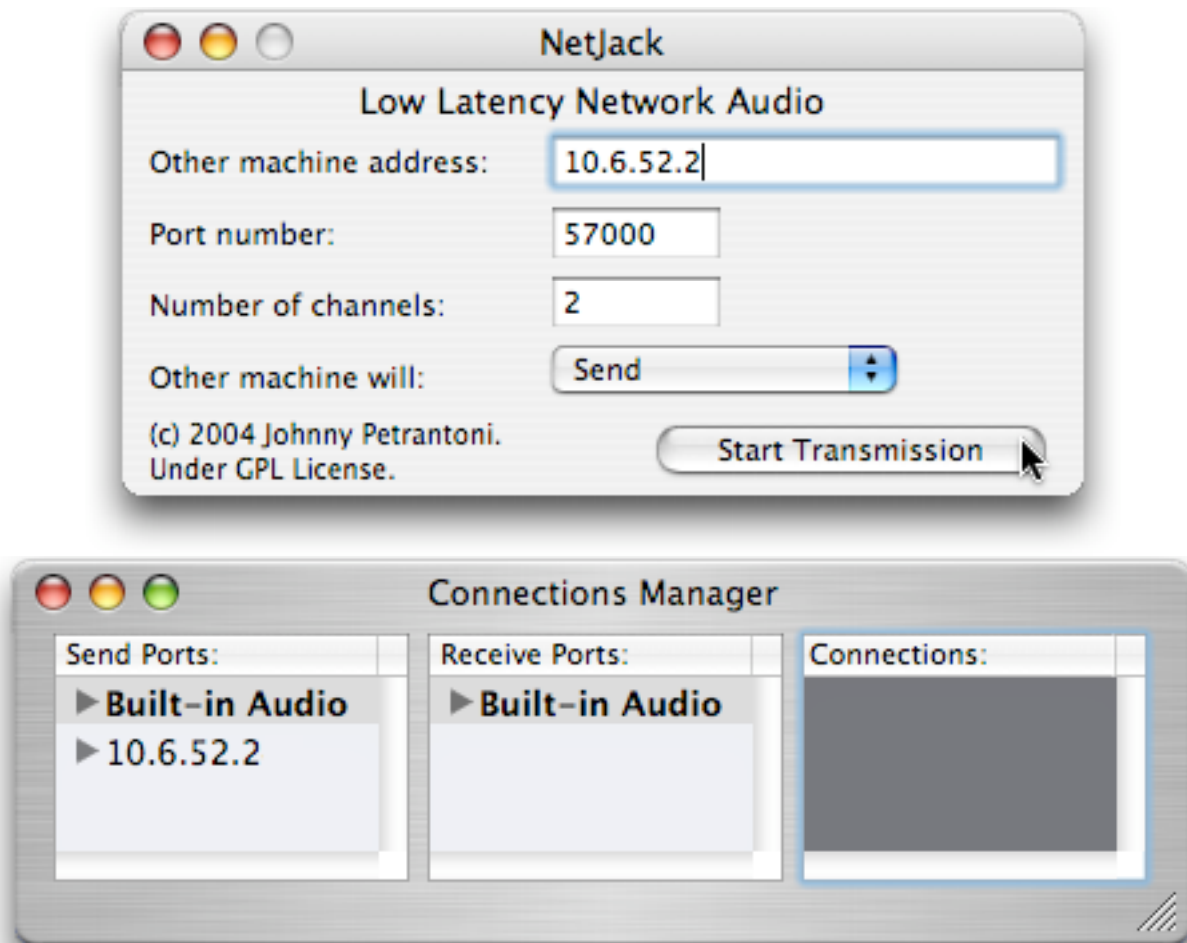 NetJack
Low Latency Network Audio
Other machine address: 10.6.52.2
Port number: 57000
Number of channels: 2
Other machine will: Send
(c) 2004 Johnny Petrantoni.
Under GPL License.
Start Transmission
Connections Manager
Send Ports: Receive Ports: Connections:
Built-in Audio Built-in Audio
10.6.52.2